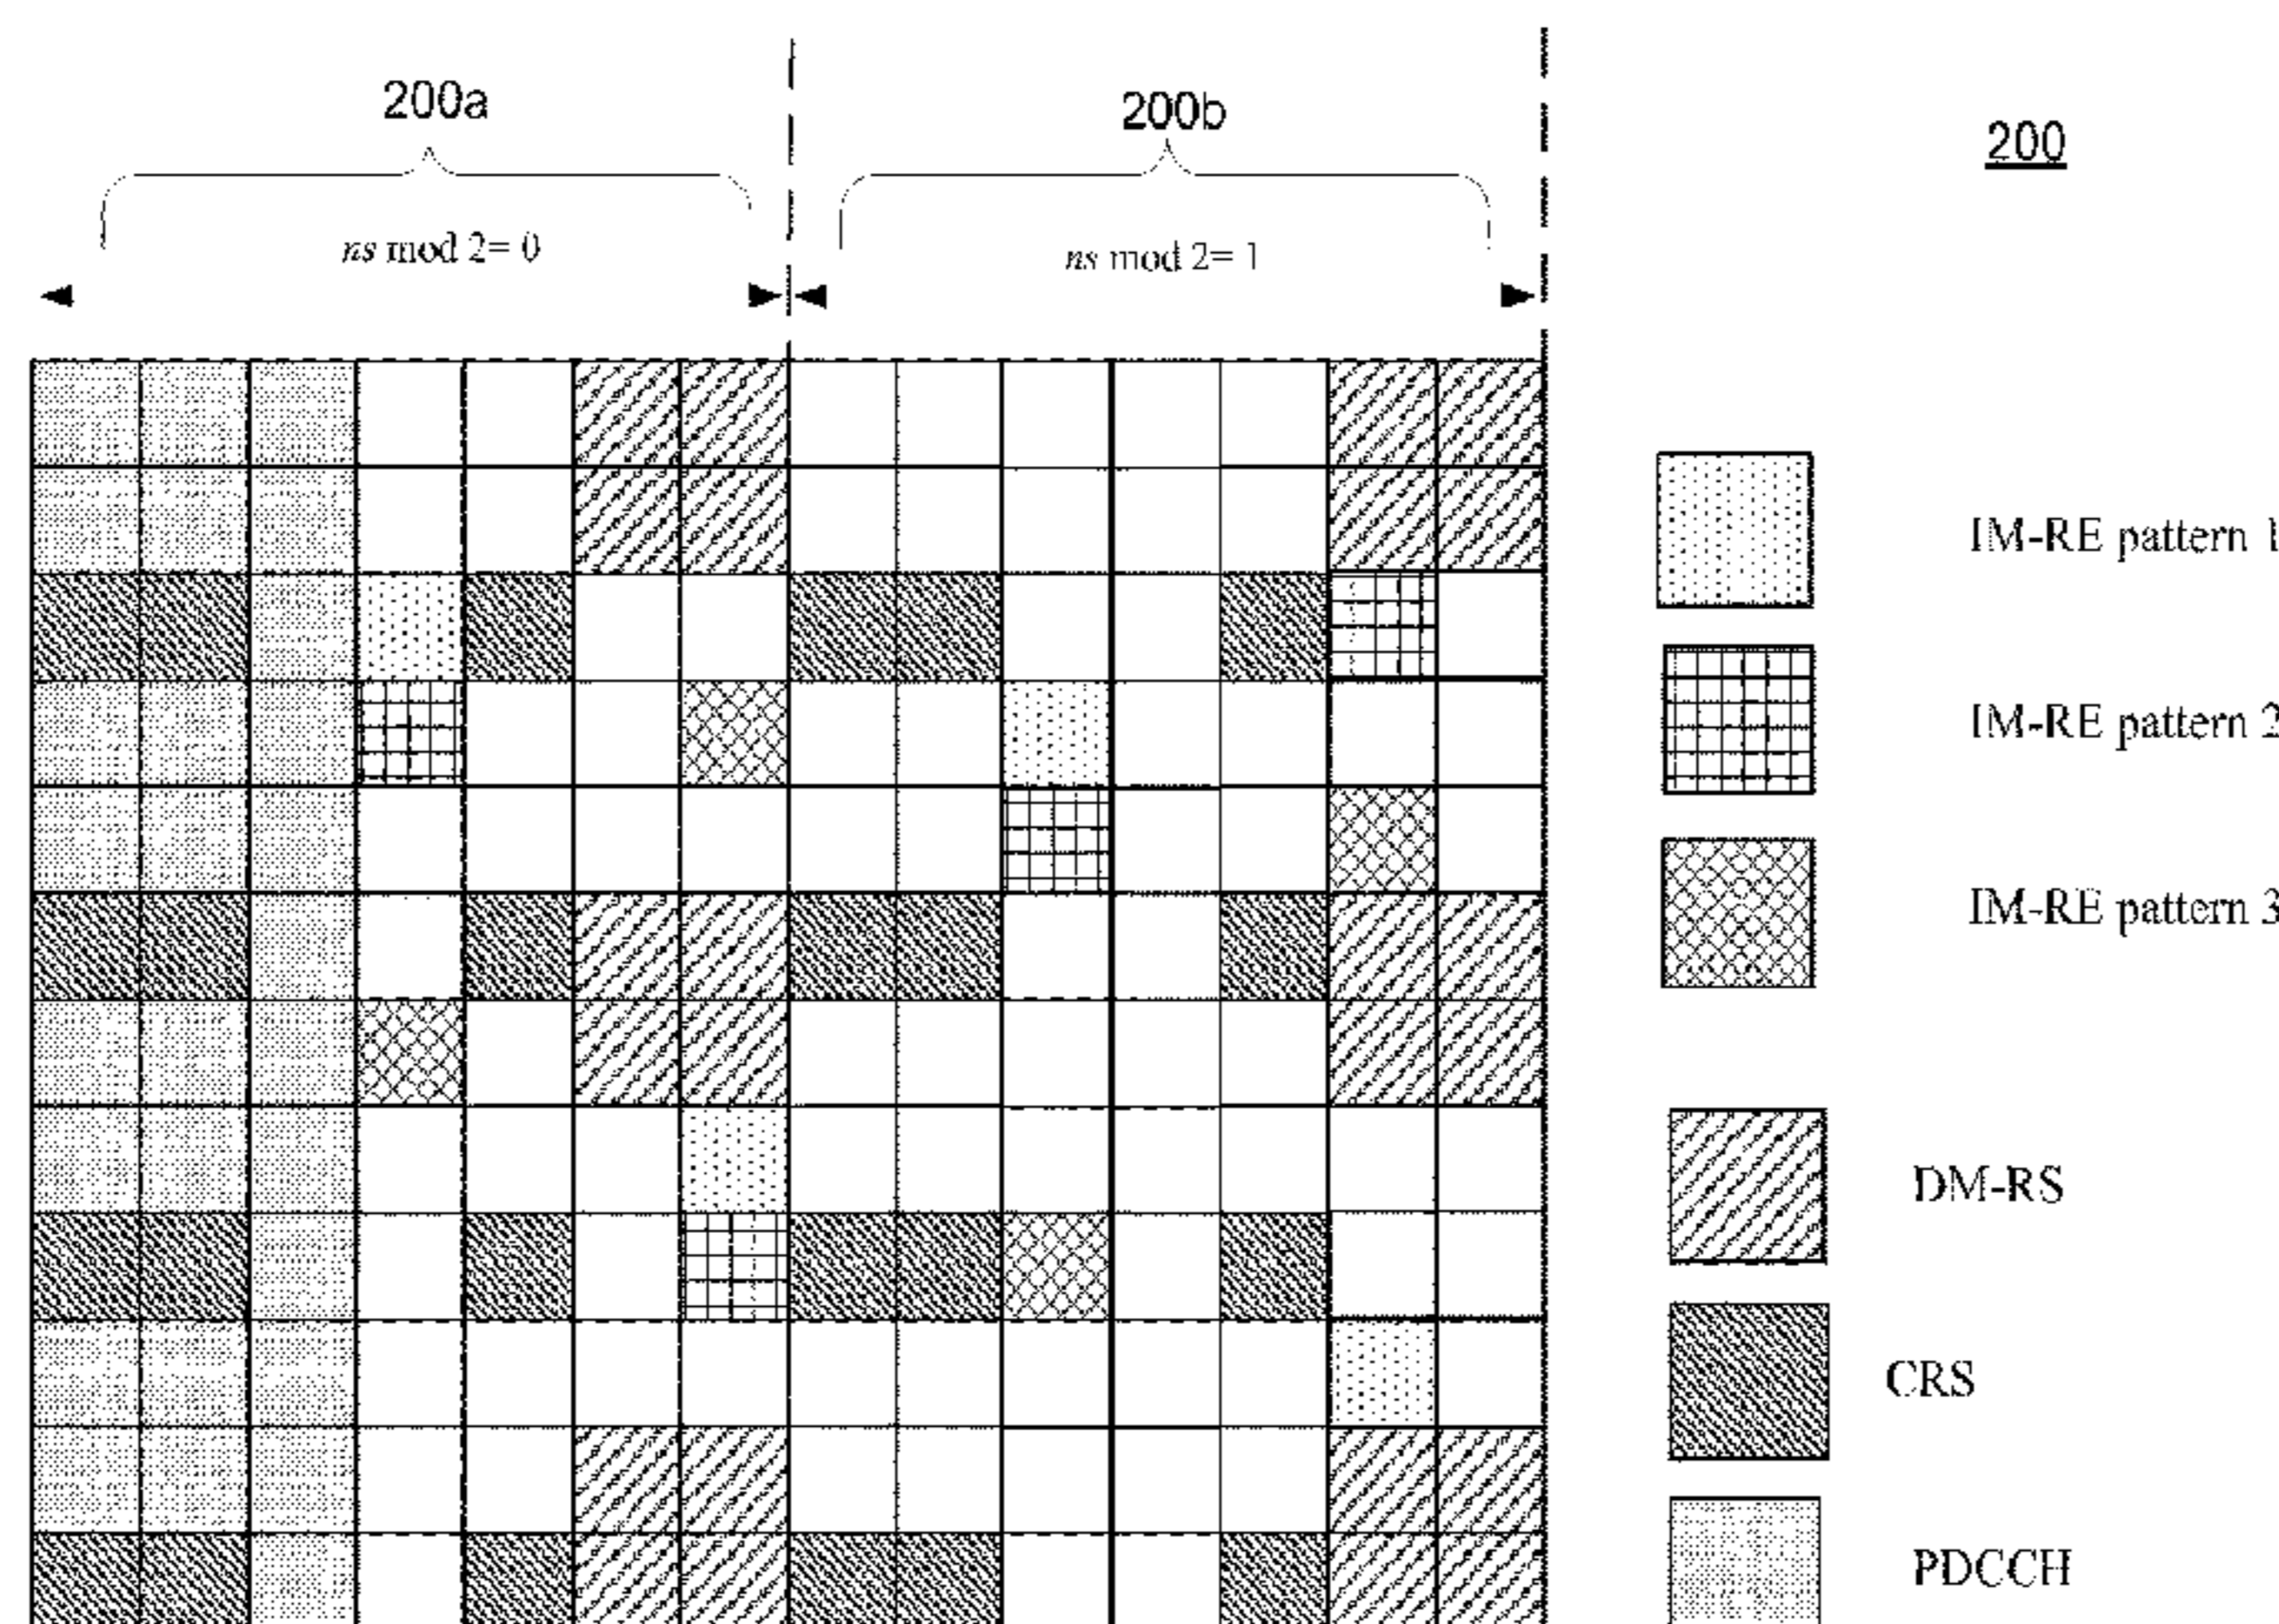 200a
200b
200
ns mod 2= 0
ns mod 2= 1
IM-RE pattern 1
IM-RE pattern 2
IM-RE pattern 3
DM-RS
CRS
PDCCH